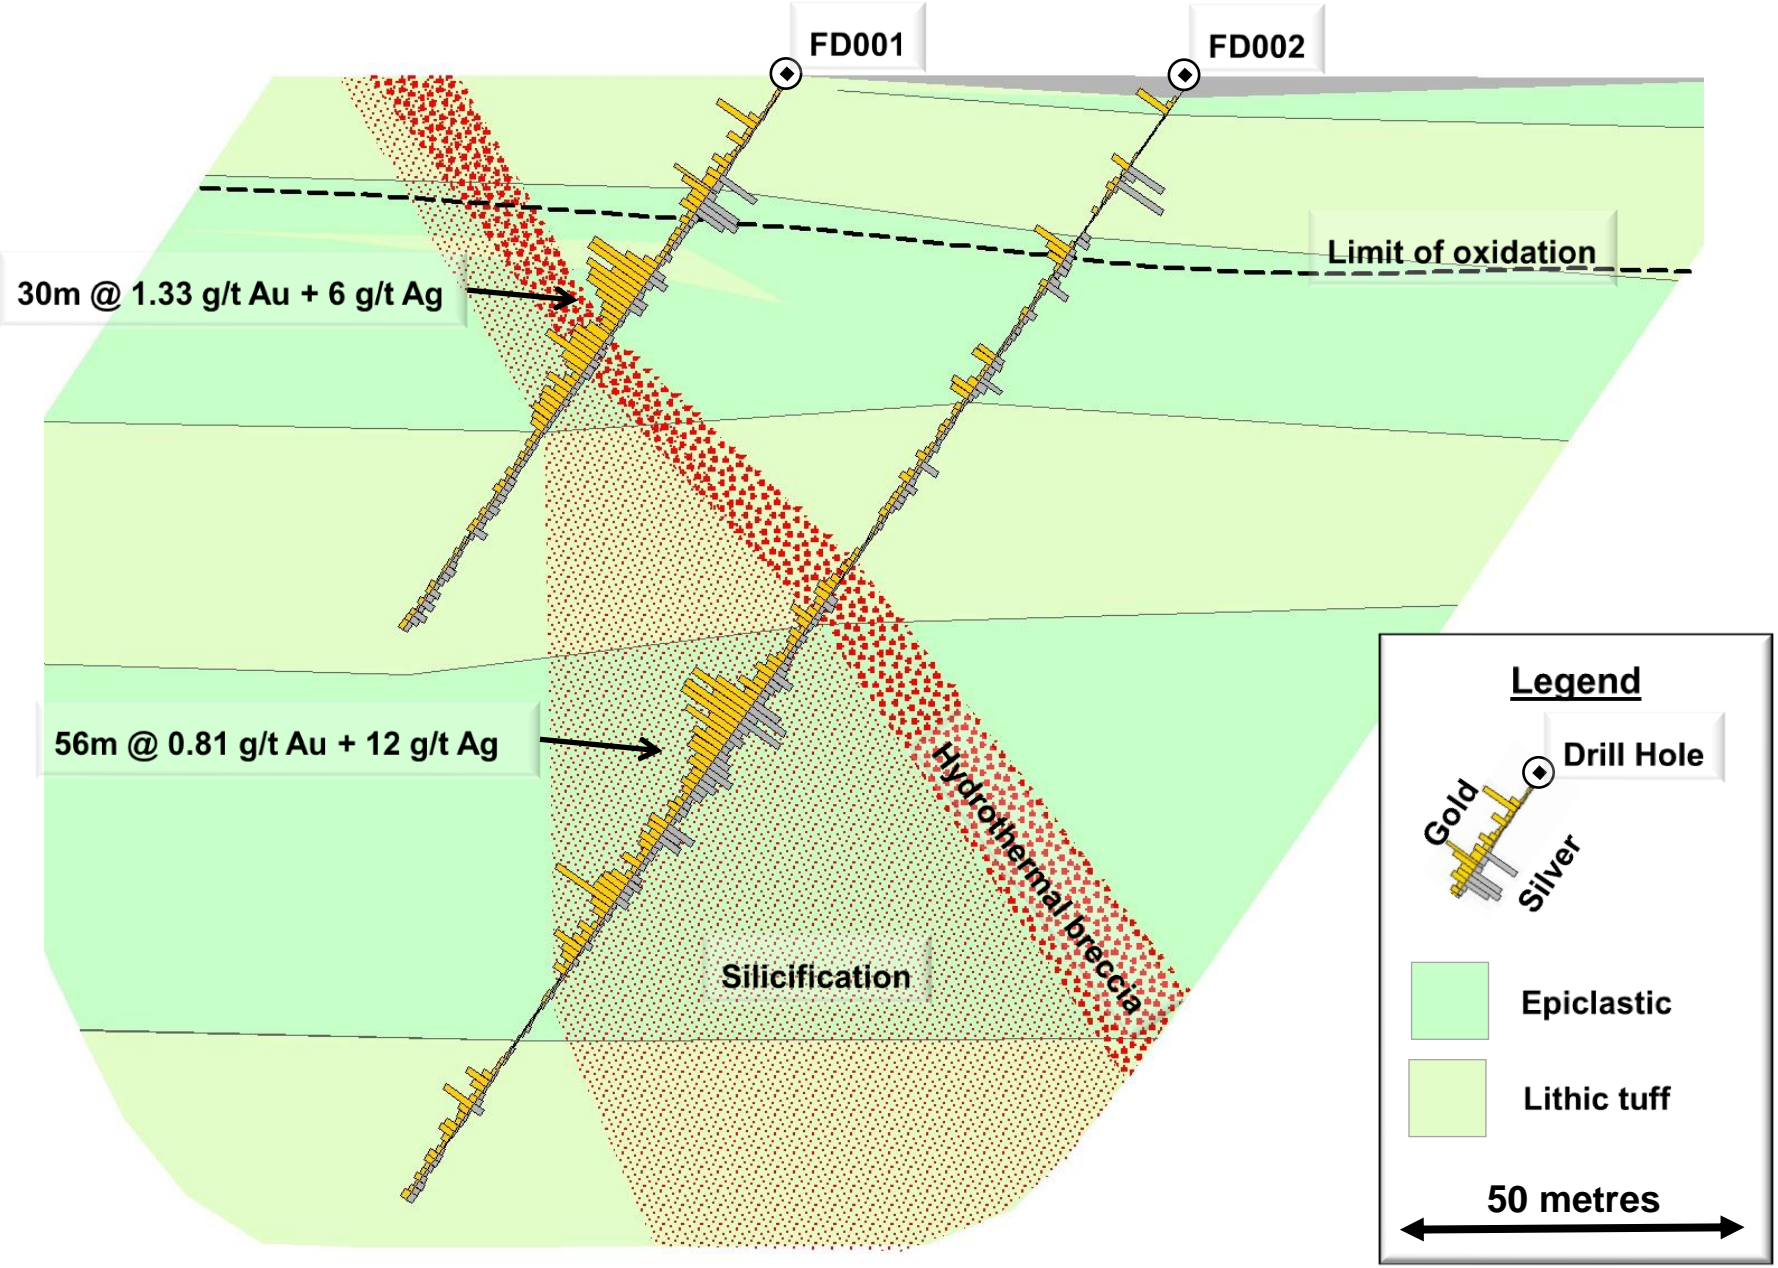 FD001
FD002
Limit of oxidation
30m @ 1.33 g/t Au + 6 g/t Ag
56m @ 0.81 g/t Au + 12 g/t Ag
Hydrothermal breccia
Silicification
Legend
Drill Hole
Gold
Silver
Epiclastic
Lithic tuff
50 metres